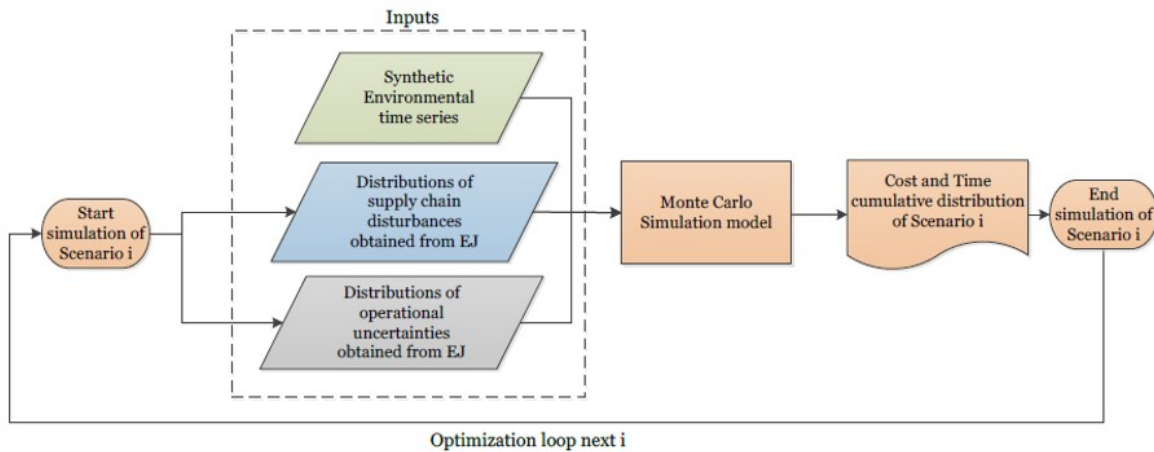 Inputs
Synthetic
Environmental
time series
Distributions of
supply chain
disturbances
obtained from EJ
Distributions of
operational
uncertainties
obtained from EJ
Start
simulation of
Scenario i
Monte Carlo
Simulation model
Cost and Time
cumulative distribution
of Scenario i
End
simulation of
Scenario i
Optimization loop next i